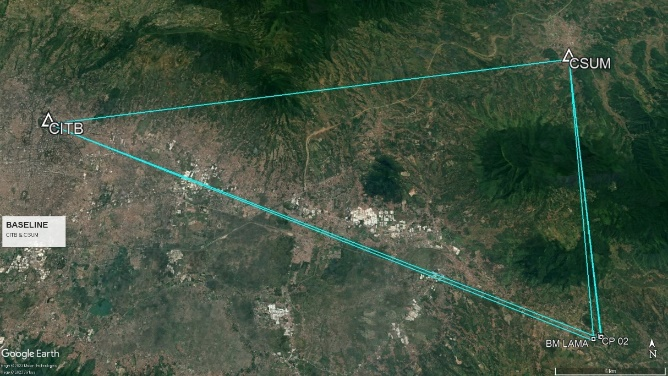 CSUM
CITB
BASELINE
CITB & CSUM
BM LAMA
CP 02
Google Earth
N